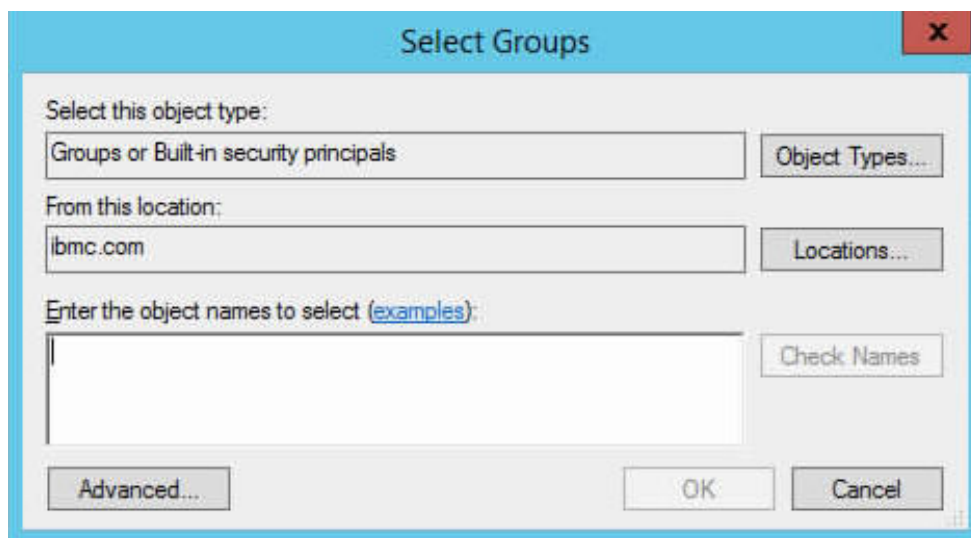 Select Groups
x
Select this object type:
Groups or Built-in security principals
Object Types...
From this location:
ibmc.com
Locations...
Enter the object names to select (examples):
Check Names
Advanced...
OK
Cancel